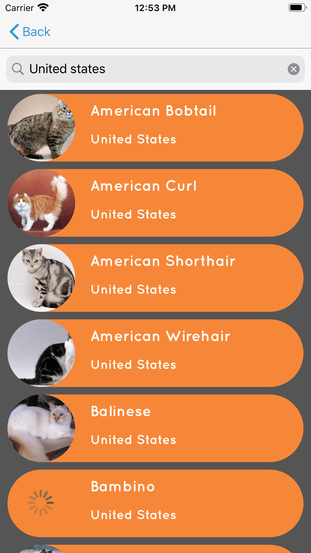 Carrier 12:53 PM
Back
United states
American Bobtail
United States
American Curl
United States
American Shorthair
United States
American Wirehair
United States
Balinese
United States
Bambino
United States